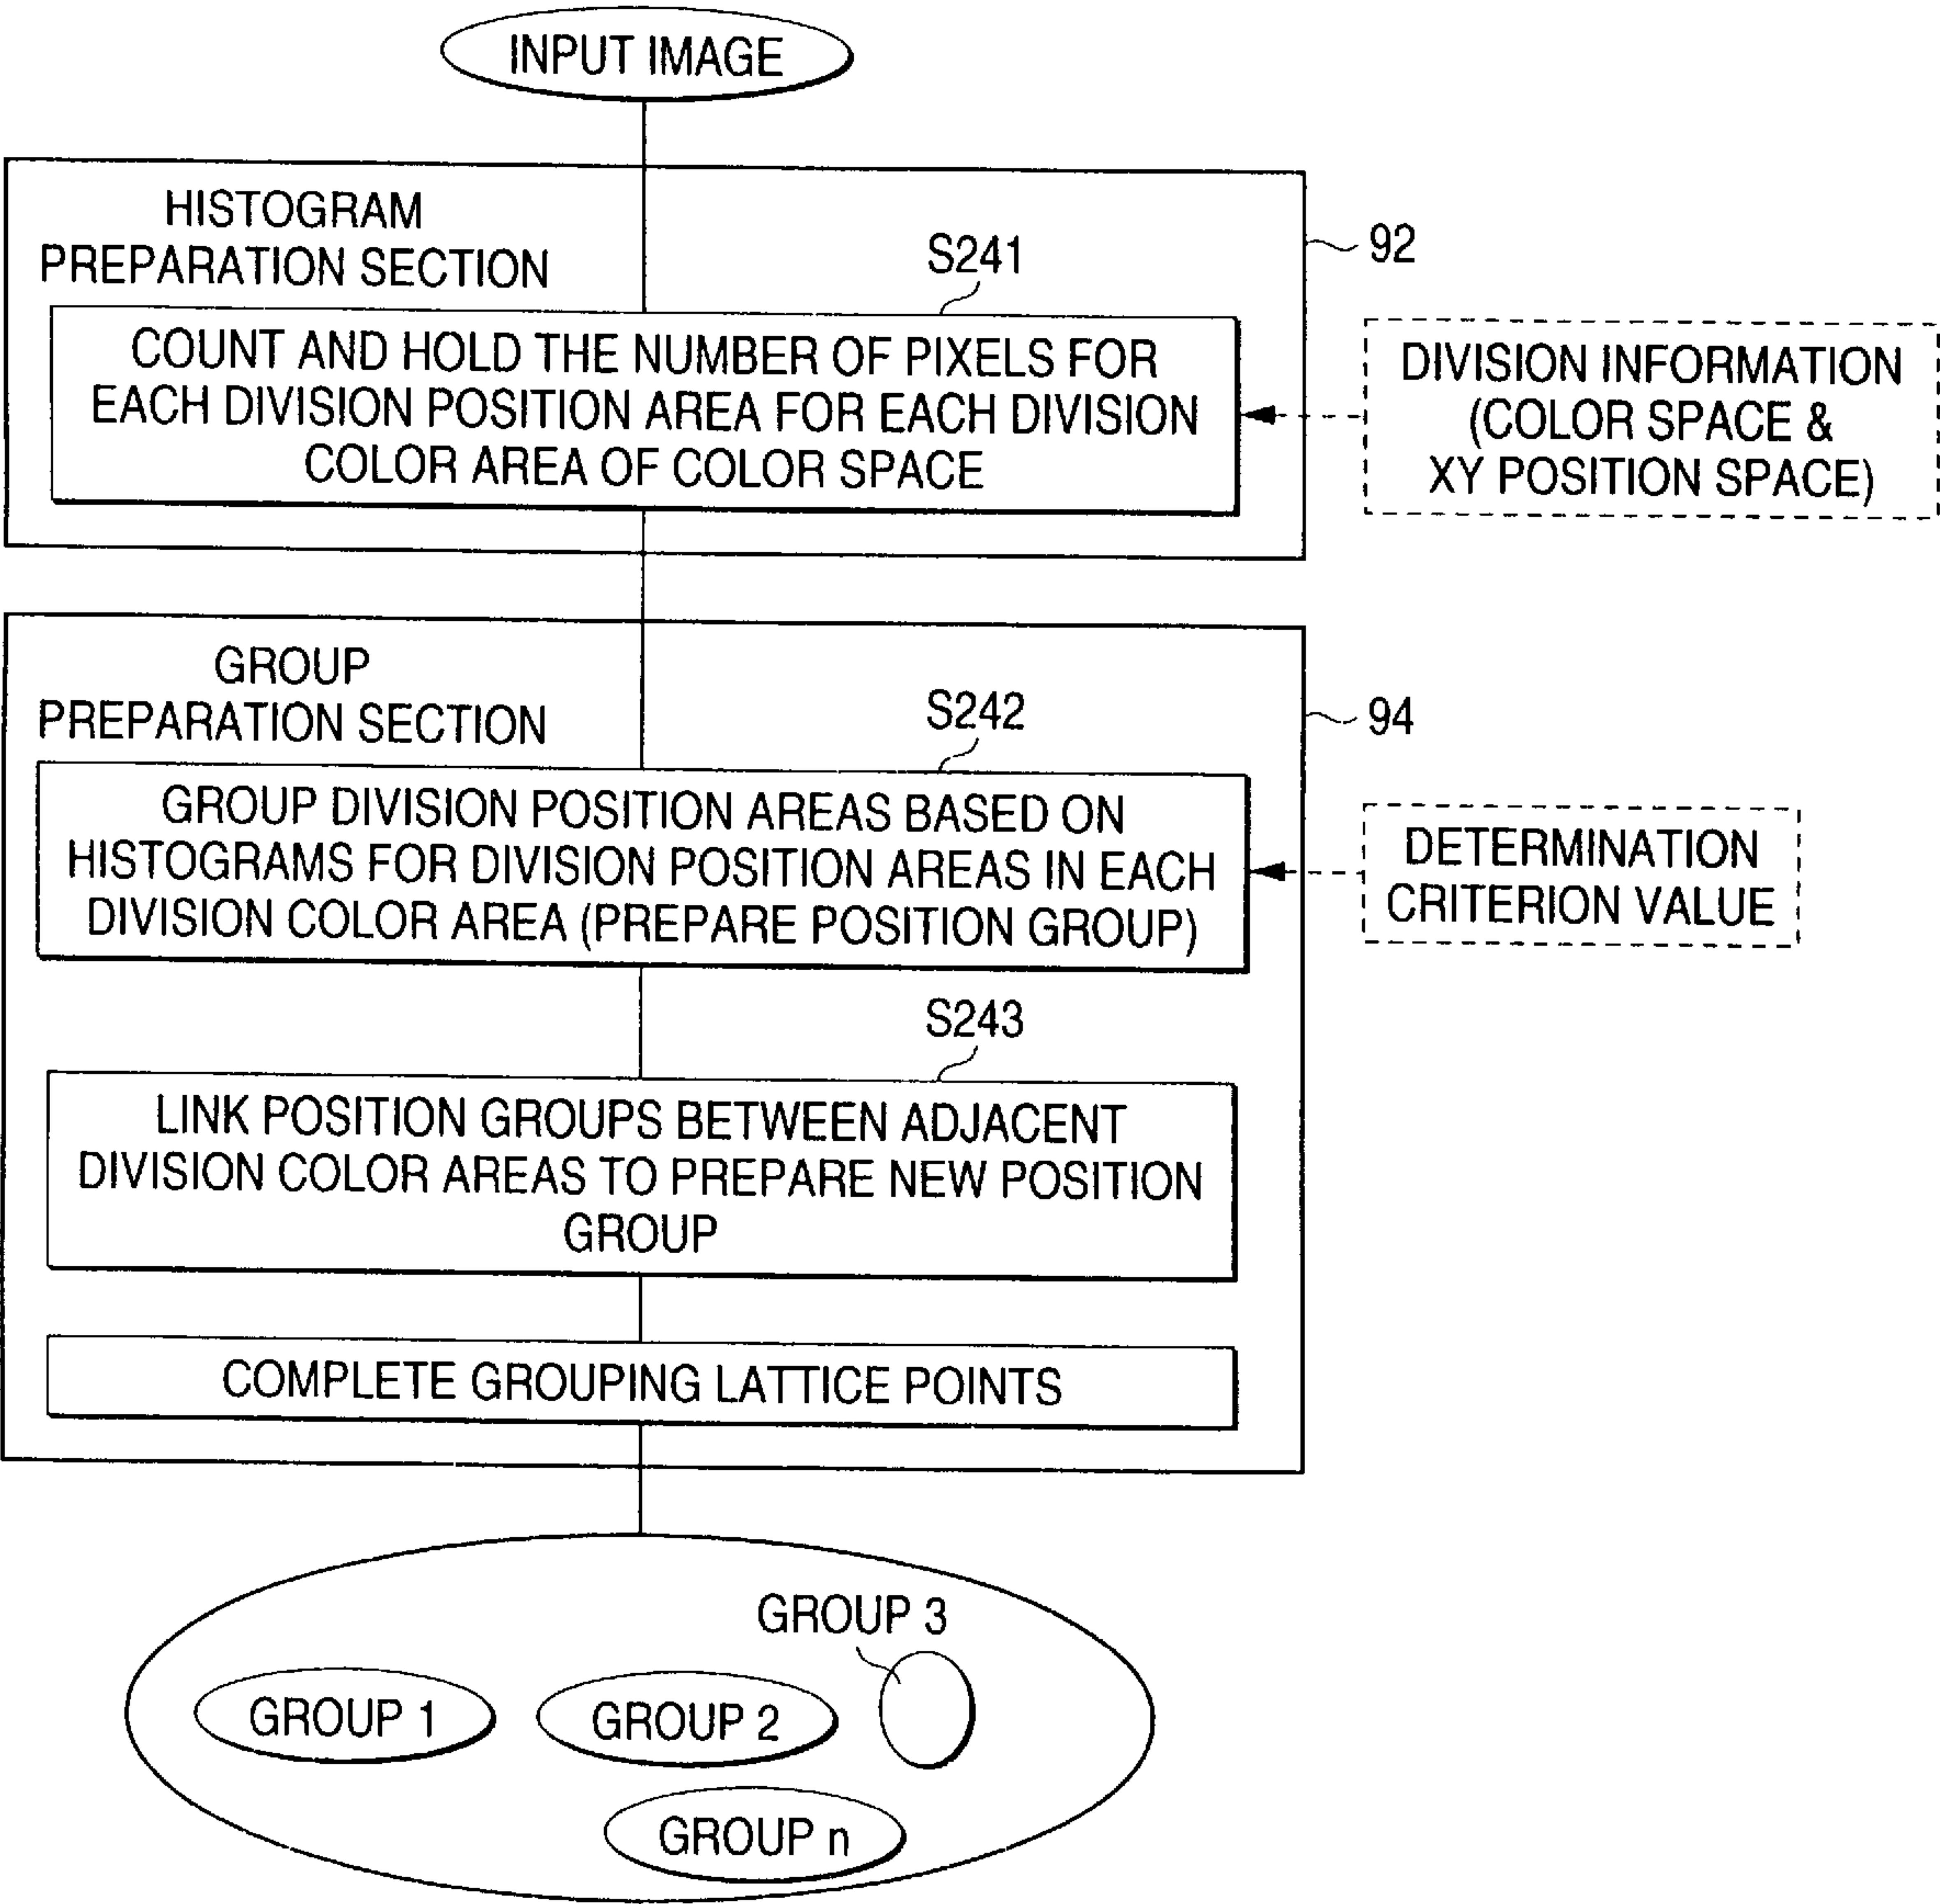 INPUT IMAGE
HISTOGRAM
PREPARATION SECTION
92
S241
COUNT AND HOLD THE NUMBER OF PIXELS FOR
EACH DIVISION POSITION AREA FOR EACH DIVISION
COLOR AREA OF COLOR SPACE
DIVISION INFORMATION
(COLOR SPACE &
XY POSITION SPACE)
GROUP
PREPARATION SECTION
94
S242
GROUP DIVISION POSITION AREAS BASED ON
HISTOGRAMS FOR DIVISION POSITION AREAS IN EACH
DIVISION COLOR AREA (PREPARE POSITION GROUP)
DETERMINATION
CRITERION VALUE
S243
LINK POSITION GROUPS BETWEEN ADJACENT
DIVISION COLOR AREAS TO PREPARE NEW POSITION
GROUP
COMPLETE GROUPING LATTICE POINTS
GROUP 3
GROUP 1
GROUP 2
GROUP n